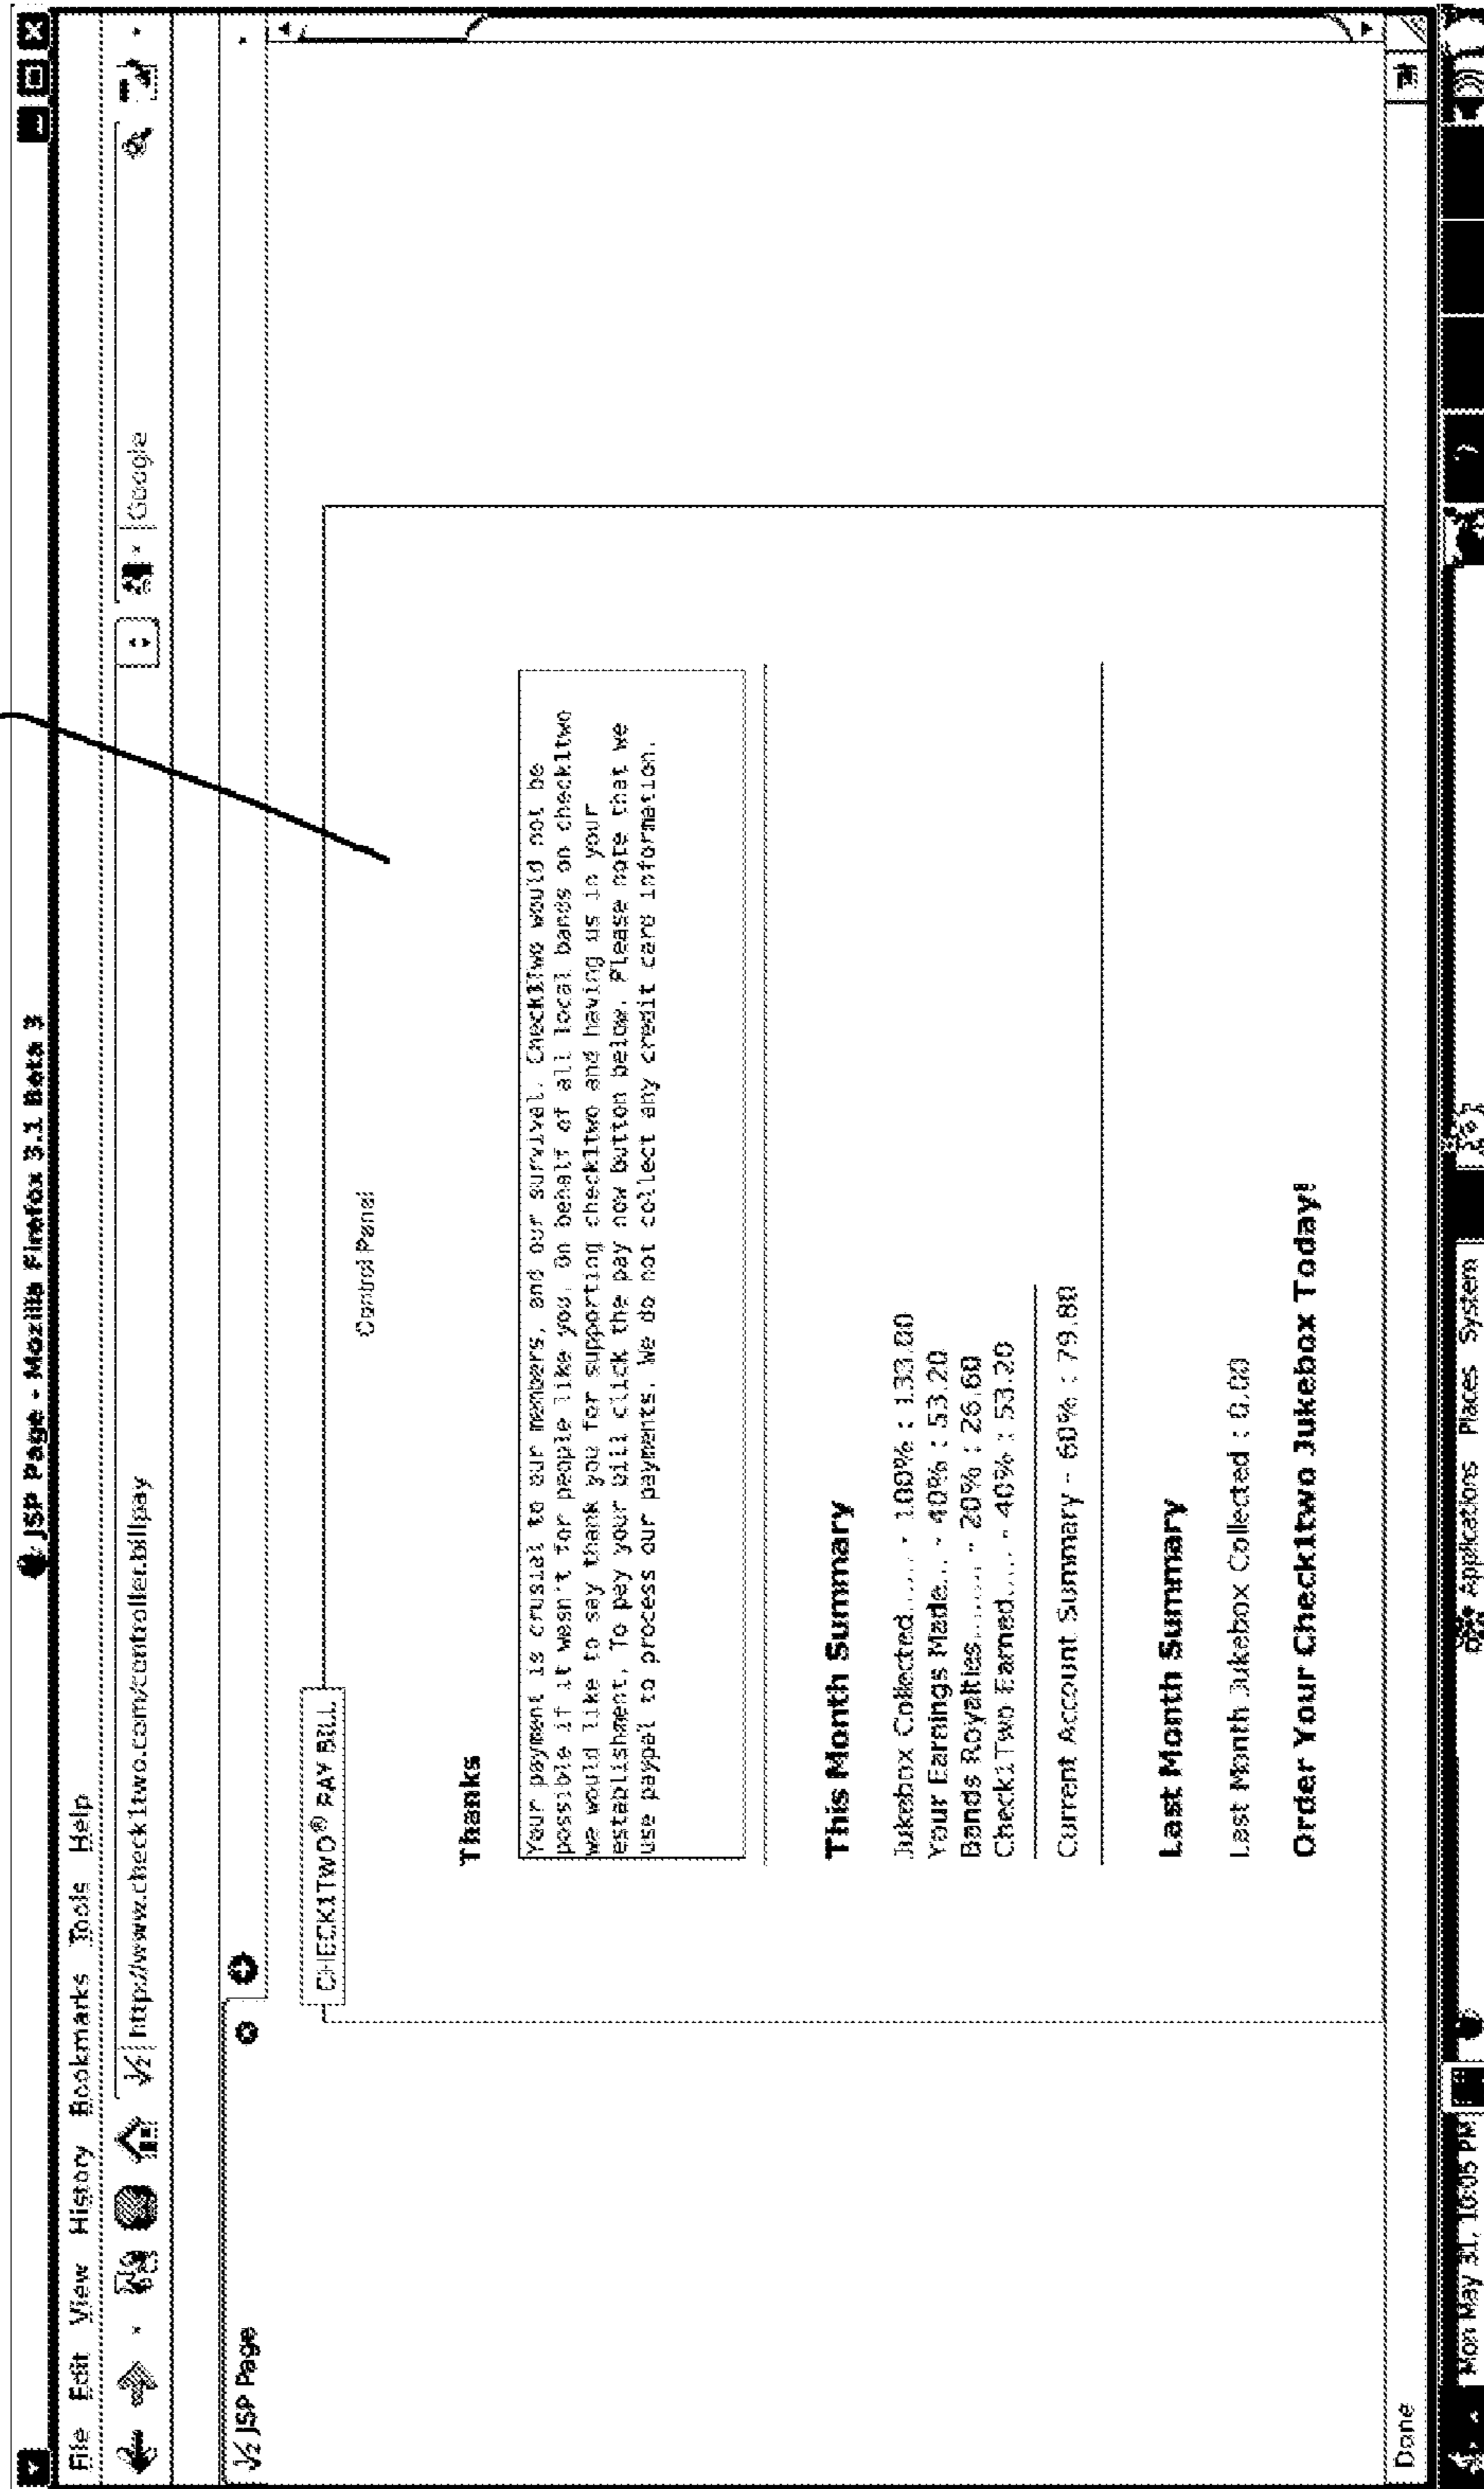 JSP Page - Mozilla Firefox 3.1 Beta 3
File Edit View History Bookmarks Tools Help
½ http://www.check1two.com/controller.billpay
Google
½ JSP Page
CHECK1TWO® PAY BILL
Control Panel
Thanks
Your payment is crusial to our members, and our survival. Check1Two would not be
possible if it wasn't for people like you. On behalf of all local bands on check1two
we would like to say thank you for supporting check1two and having us in your
establishment. To pay your bill click the pay now button below. Please note that we
use paypal to process our payments. We do not collect any credit card information.
This Month Summary
Jukebox Collected...... - 100% : 133.00
Your Earnings Made... - 40% : 53.20
Bands Royalties......... - 20% : 26.60
Check1Two Earned..... - 40% : 53.20
Current Account Summary - 60% : 79.80
Last Month Summary
Last Month Jukebox Collected : 0.00
Order Your Check1two Jukebox Today!
Done
Mon May 31, 10:05 PM
Applications Places System